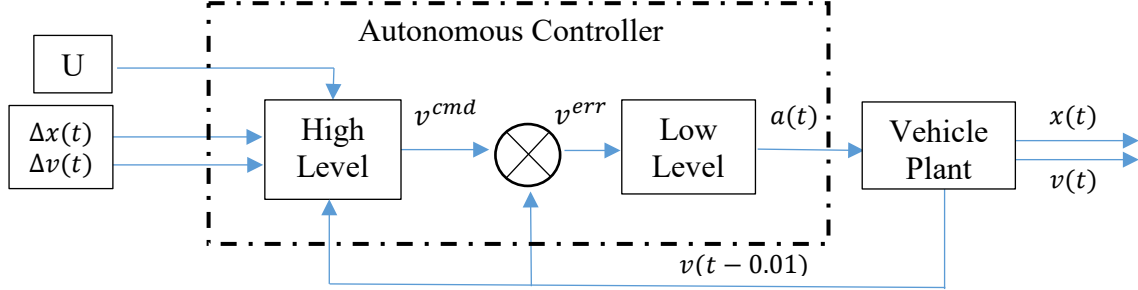 Autonomous Controller
U
Δx(t)
Δv(t)
High
Level
v^cmd
v^err
Low
Level
a(t)
Vehicle
Plant
x(t)
v(t)
v(t − 0.01)